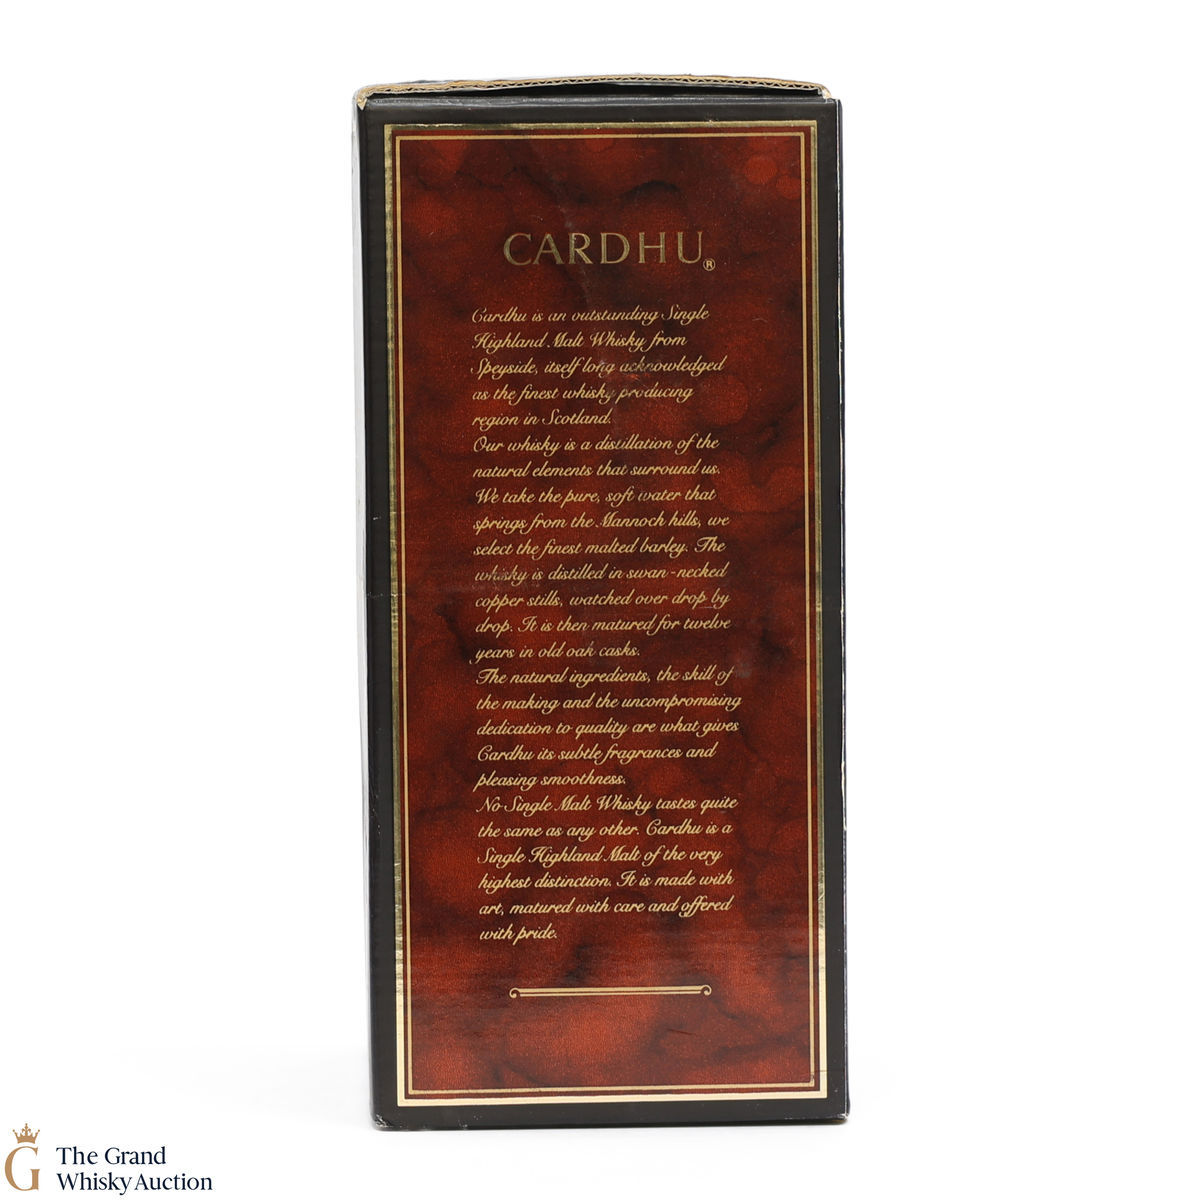 CARDHU®
Cardhu is an outstanding Single
Highland Malt Whisky from
Speyside, itself long acknowledged
as the finest whisky producing
region in Scotland.
Our whisky is a distillation of the
natural elements that surround us.
We take the pure, soft water that
springs from the Mannoch hills, we
select the finest malted barley. The
whisky is distilled in swan-necked
copper stills, watched over drop by
drop. It is then matured for twelve
years in old oak casks.
The natural ingredients, the skill of
the making and the uncompromising
dedication to quality are what gives
Cardhu its subtle fragrances and
pleasing smoothness.
No Single Malt Whisky tastes quite
the same as any other. Cardhu is a
Single Highland Malt of the very
highest distinction. It is made with
art, matured with care and offered
with pride.
G
The Grand
Whisky Auction